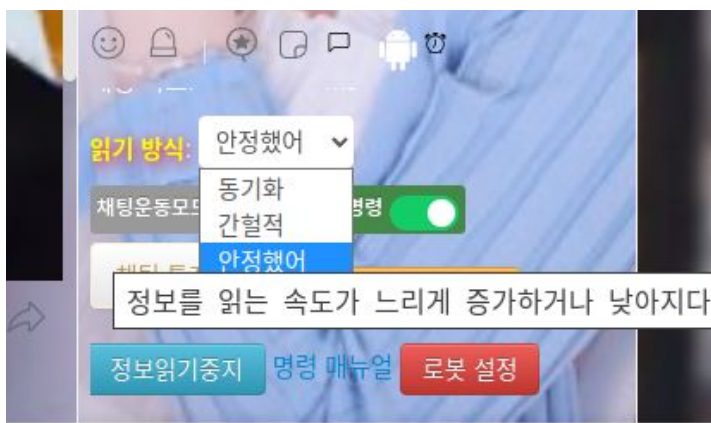 읽기 방식: 안정했어
동기화
채팅운동모드 명령
간헐적
안정했어
정보를 읽는 속도가 느리게 증가하거나 낮아지다
정보읽기중지 명령 매뉴얼 로봇 설정